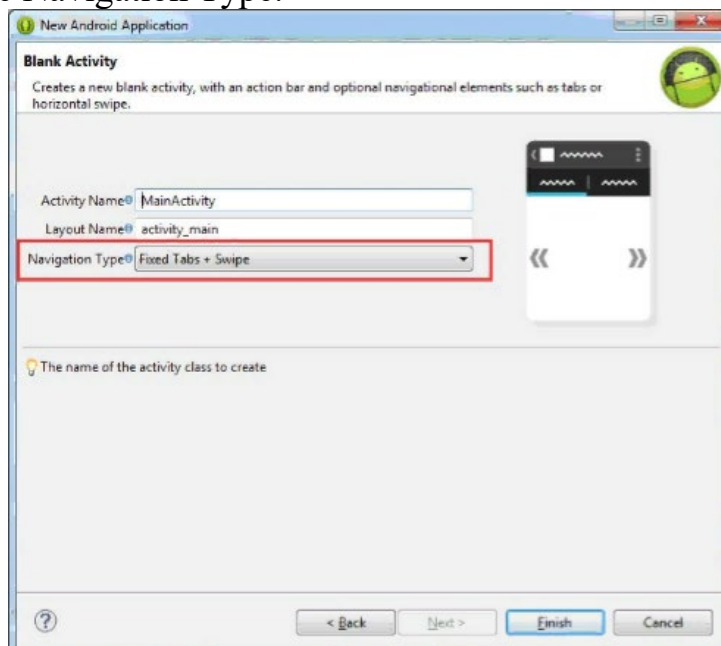 Navigation Type.
New Android Application
Blank Activity
Creates a new blank activity, with an action bar and optional navigational elements such as tabs or
horizontal swipe.
Activity Name MainActivity
Layout Name activity_main
Navigation Type Fixed Tabs + Swipe
The name of the activity class to create
< Back Next > Finish Cancel